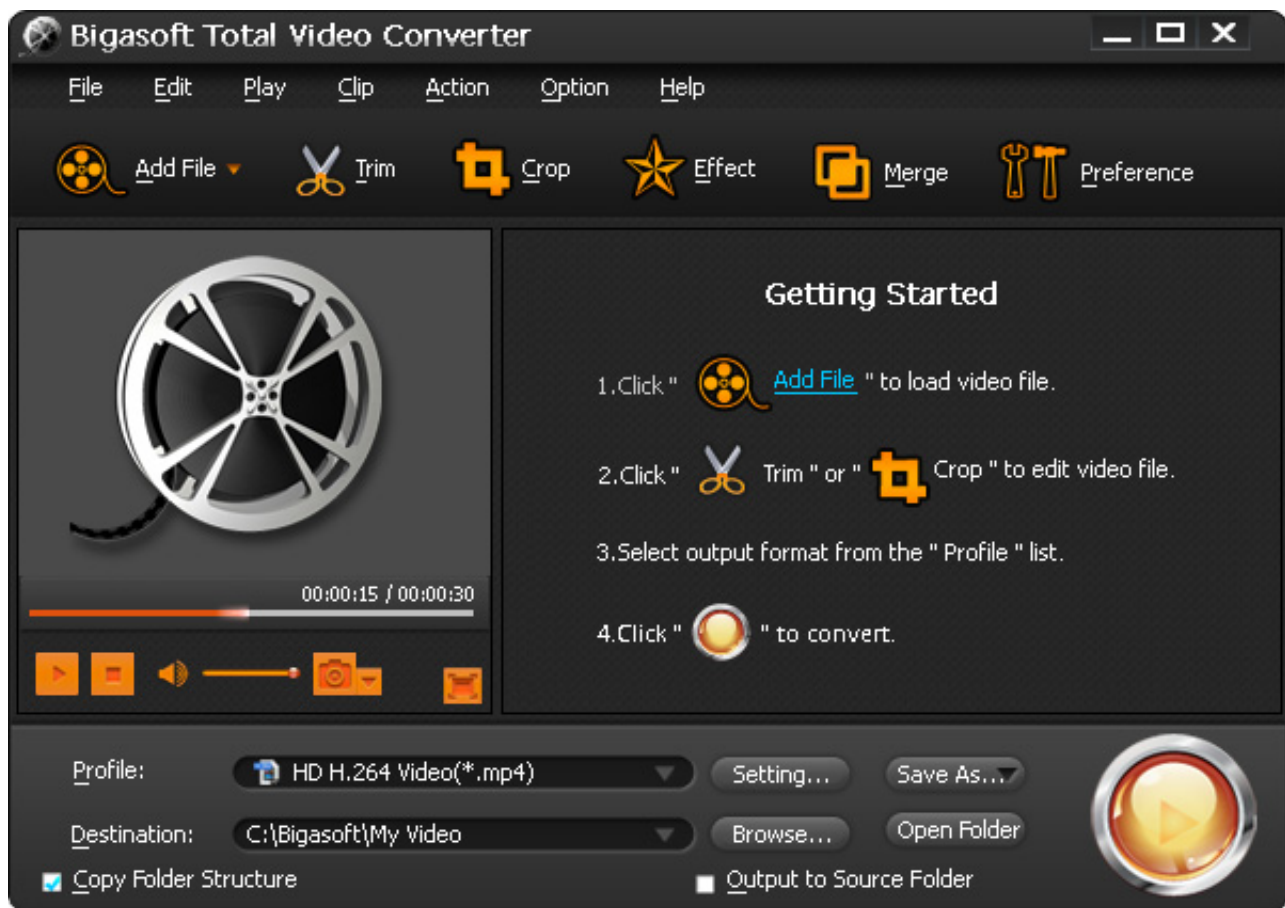 Bigasoft Total Video Converter
File Edit Play Clip Action Option Help
Add File Trim Crop Effect Merge Preference
Getting Started
1.Click " Add File " to load video file.
2.Click " Trim " or " Crop " to edit video file.
3.Select output format from the " Profile " list.
4.Click " " to convert.
00:00:15 / 00:00:30
Profile: HD H.264 Video(*.mp4) Setting... Save As...
Destination: C:\Bigasoft\My Video Browse... Open Folder
Copy Folder Structure Output to Source Folder